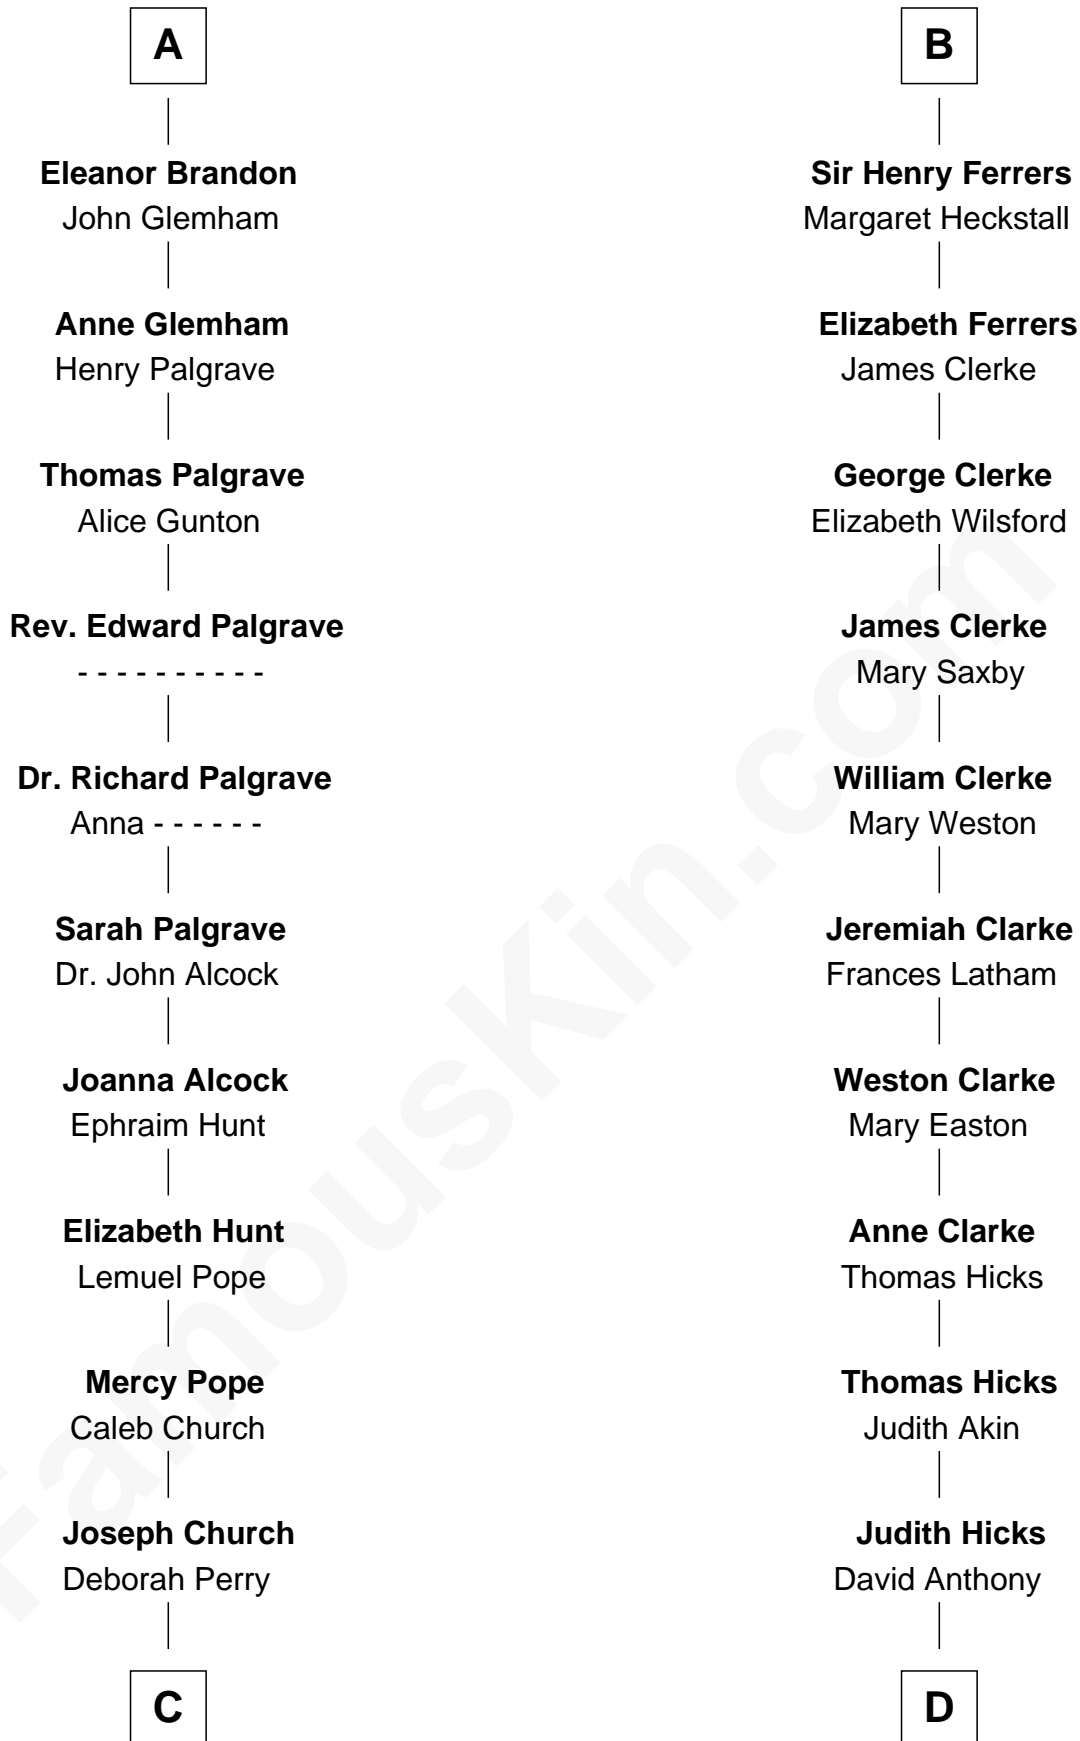 A
Eleanor Brandon
John Glemham
Anne Glemham
Henry Palgrave
Thomas Palgrave
Alice Gunton
Rev. Edward Palgrave
- - - - - - - - - -
Dr. Richard Palgrave
Anna - - - - - -
Sarah Palgrave
Dr. John Alcock
Joanna Alcock
Ephraim Hunt
Elizabeth Hunt
Lemuel Pope
Mercy Pope
Caleb Church
Joseph Church
Deborah Perry
C
B
Sir Henry Ferrers
Margaret Heckstall
Elizabeth Ferrers
James Clerke
George Clerke
Elizabeth Wilsford
James Clerke
Mary Saxby
William Clerke
Mary Weston
Jeremiah Clarke
Frances Latham
Weston Clarke
Mary Easton
Anne Clarke
Thomas Hicks
Thomas Hicks
Judith Akin
Judith Hicks
David Anthony
D
FamousKin.com